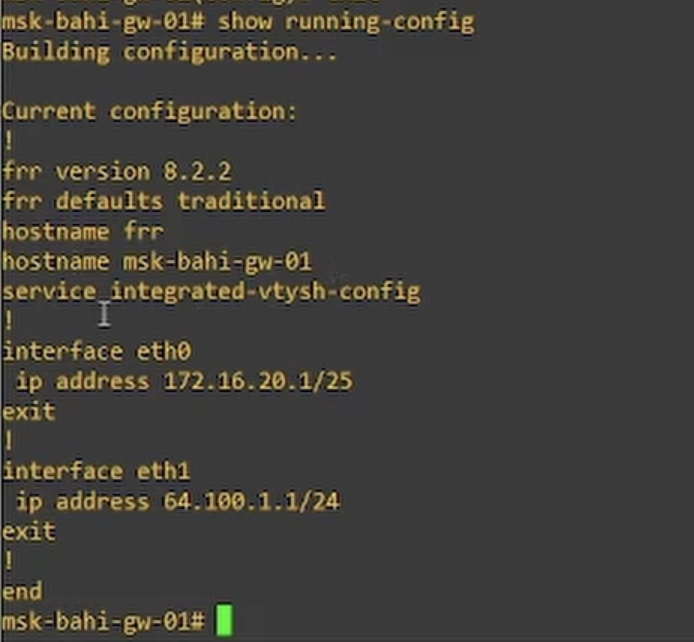 msk-bahi-gw-01# show running-config
Building configuration...
Current configuration:
!
frr version 8.2.2
frr defaults traditional
hostname frr
hostname msk-bahi-gw-01
service integrated-vtysh-config
!
interface eth0
 ip address 172.16.20.1/25
exit
!
interface eth1
 ip address 64.100.1.1/24
exit
!
end
msk-bahi-gw-01#